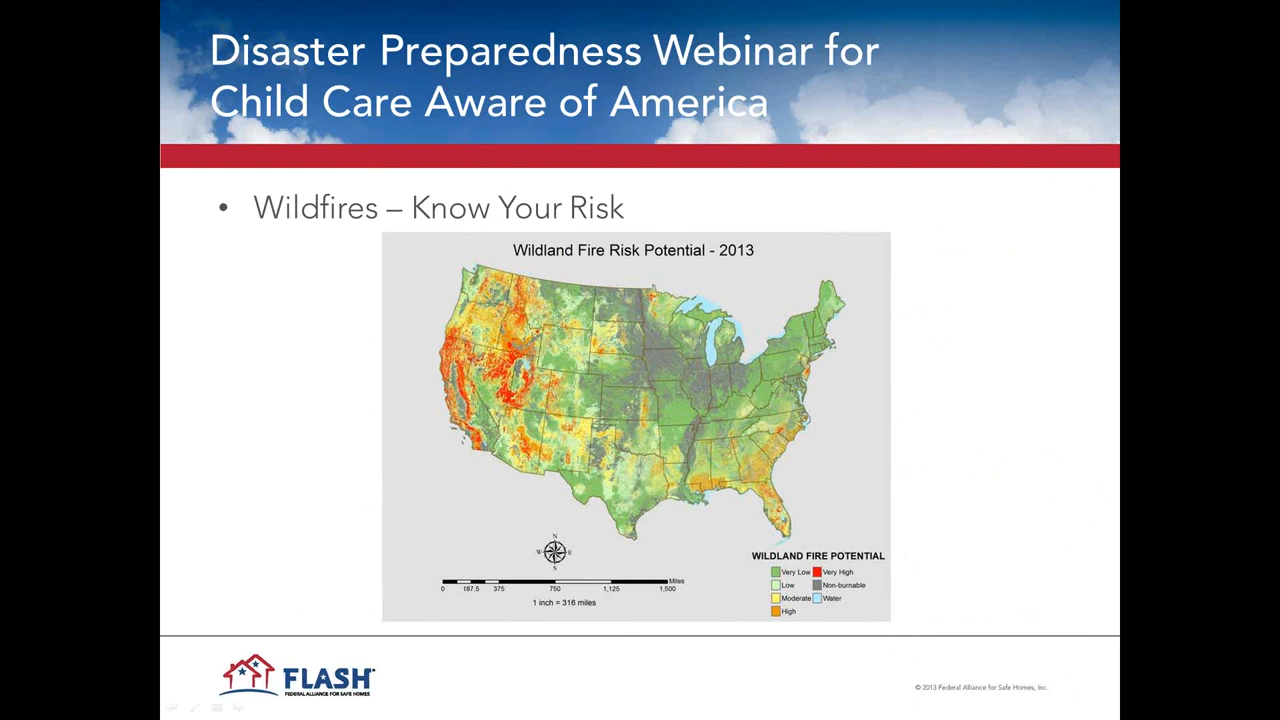 Disaster Preparedness Webinar for
Child Care Aware of America
• Wildfires – Know Your Risk
Wildland Fire Risk Potential - 2013
N
W E
S
Miles
0 187.5 375 750 1,125 1,500
1 inch = 316 miles
WILDLAND FIRE POTENTIAL
Very Low Very High
Low Non-burnable
Moderate Water
High
FLASH
FEDERAL ALLIANCE FOR SAFE HOMES
© 2013 Federal Alliance for Safe Homes, Inc.